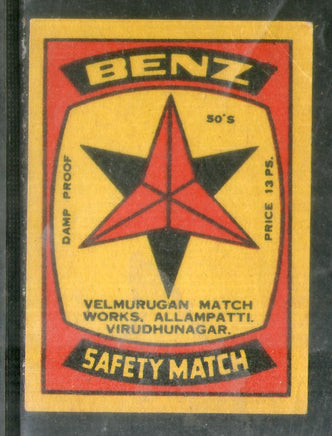 BENZ
50'S
DAMP PROOF
PRICE 13 PS.
VELMURUGAN MATCH
WORKS, ALLAMPATTI.
VIRUDHUNAGAR.
SAFETY MATCH